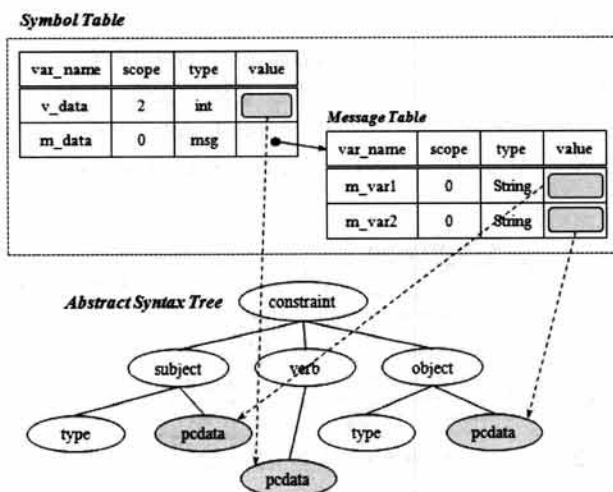 Symbol Table
var_name scope type value
v_data 2 int
m_data 0 msg
Message Table
var_name scope type value
m_var1 0 String
m_var2 0 String
Abstract Syntax Tree
constraint
subject verb object
type pcdata type pcdata
pcdata